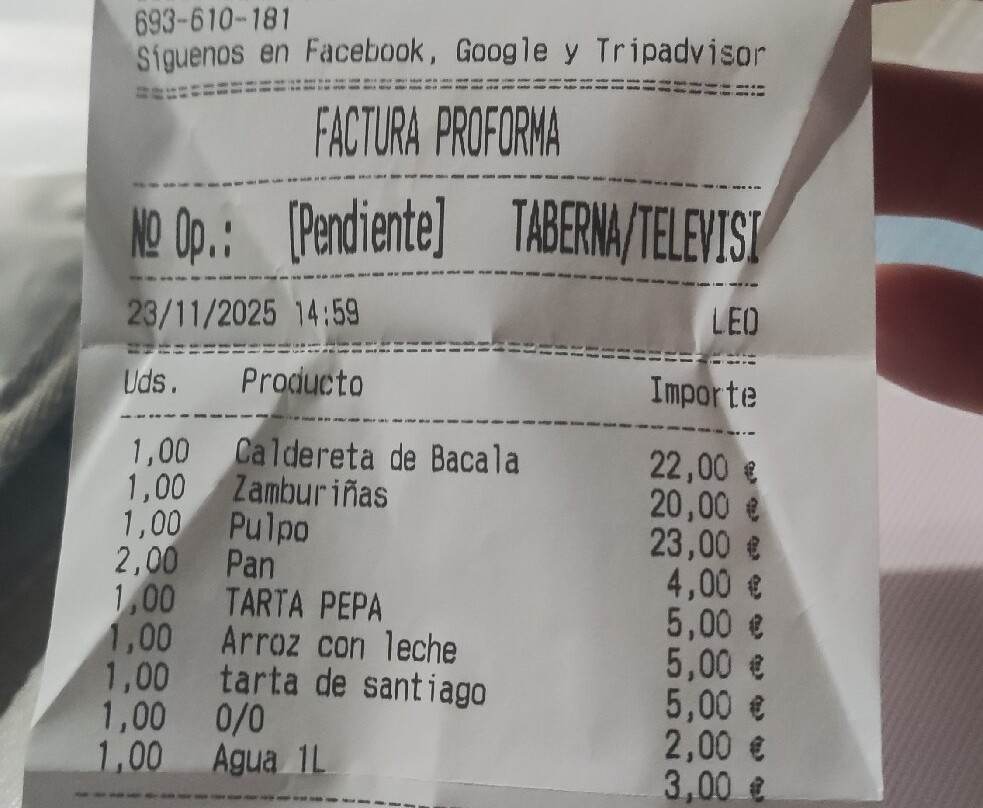 693-610-181
Síguenos en Facebook, Google y Tripadvisor
FACTURA PROFORMA
Nº Op.: [Pendiente] TABERNA/TELEVISI
23/11/2025 14:59 LEO
Uds. Producto Importe
1,00 Caldereta de Bacala 22,00 €
1,00 Zamburiñas 20,00 €
1,00 Pulpo 23,00 €
2,00 Pan 4,00 €
1,00 TARTA PEPA 5,00 €
1,00 Arroz con leche 5,00 €
1,00 tarta de santiago 5,00 €
1,00 O/O 2,00 €
1,00 Agua 1L 3,00 €